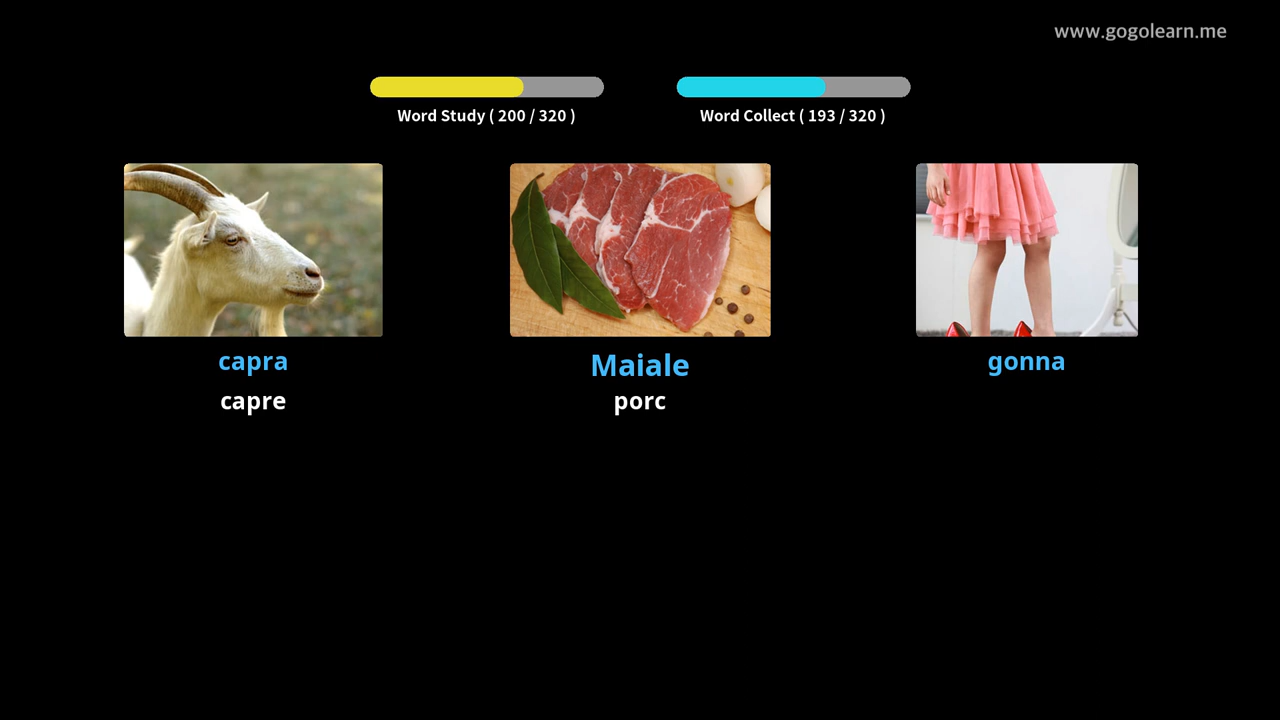 www.gogolearn.me
Word Study ( 200 / 320 )
Word Collect ( 193 / 320 )
capra
Maiale
gonna
capre
porc